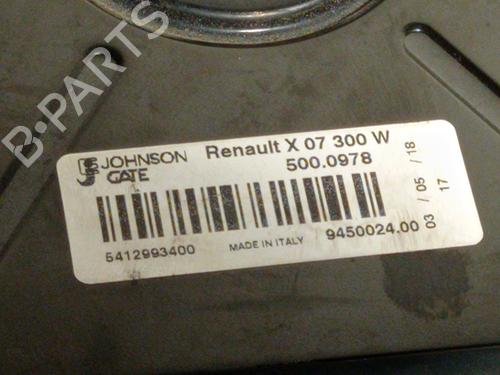 B-PARTS
JOHNSON
GATE
Renault X 07 300 W
500.0978
5412993400
MADE IN ITALY
9450024.00
03 / 05 / 18
17